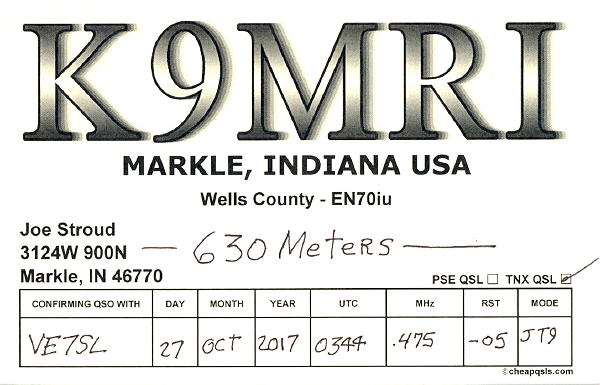 K9MRI
MARKLE, INDIANA USA
Wells County - EN70iu
Joe Stroud
3124W 900N
Markle, IN 46770
— 630 Meters —
PSE QSL ☐ TNX QSL ☑
CONFIRMING QSO WITH DAY MONTH YEAR UTC MHz RST MODE
VE7SL 27 OCT 2017 0344 .475 -05 JT9
© cheapqsls.com